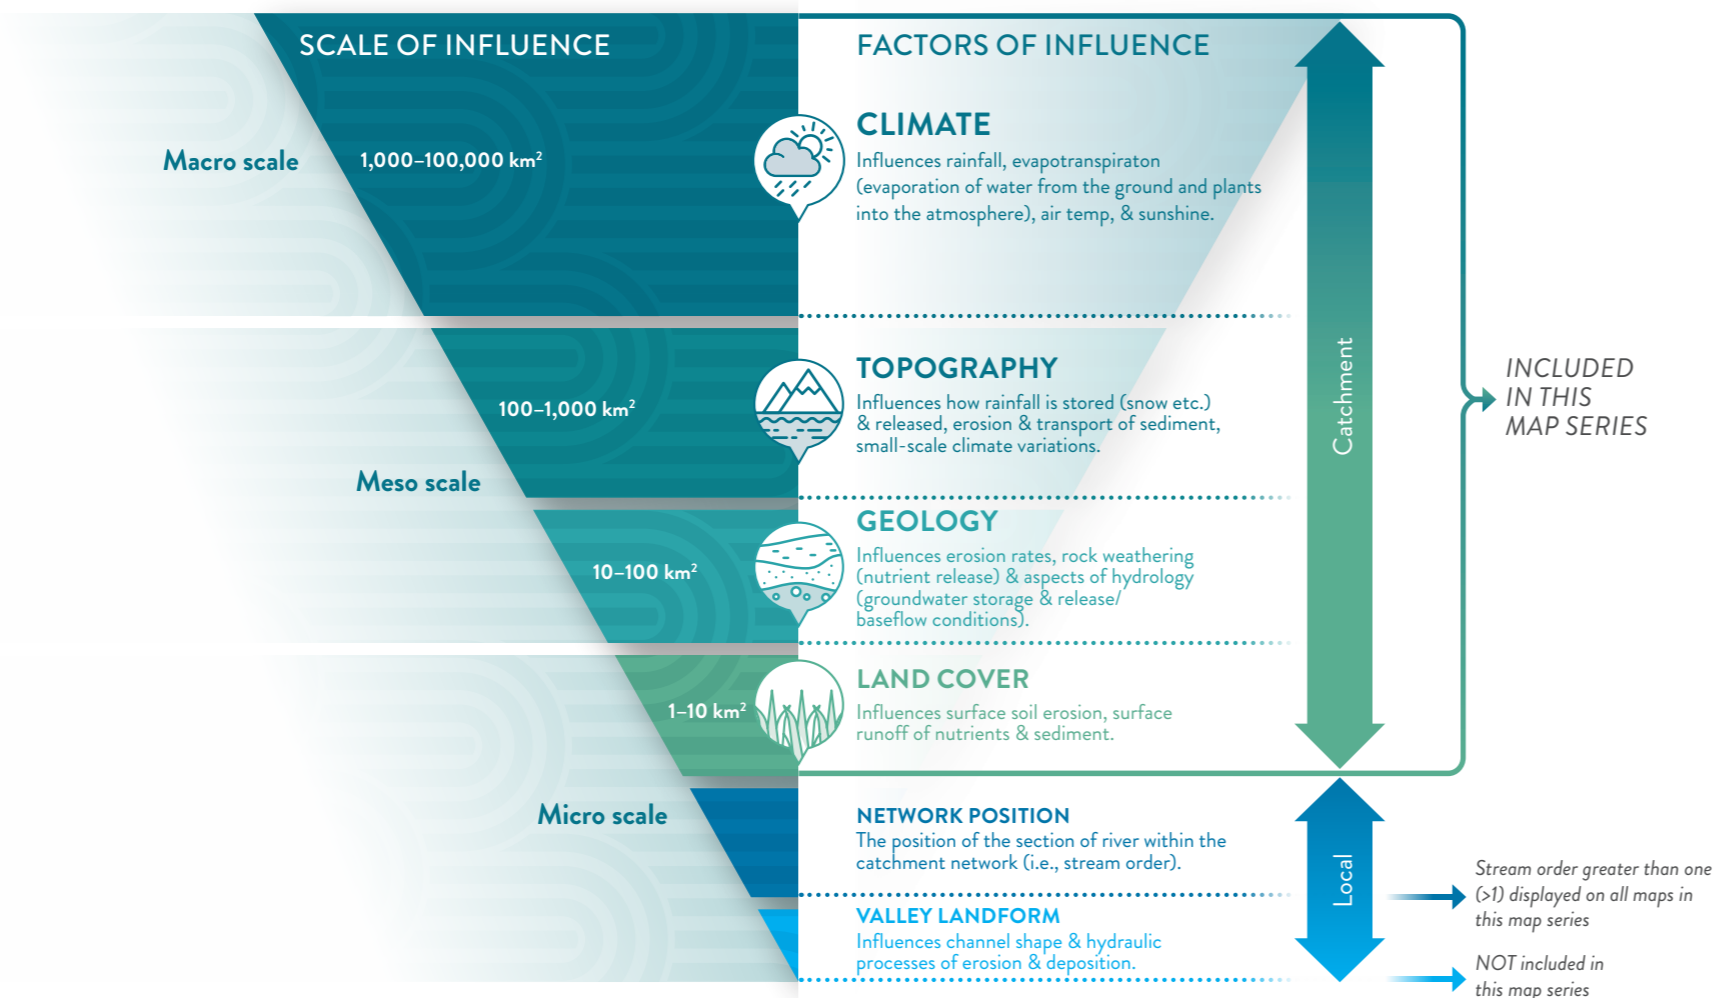 SCALE OF INFLUENCE
FACTORS OF INFLUENCE
Macro scale
1,000–100,000 km²
CLIMATE
Influences rainfall, evapotranspiraton
(evaporation of water from the ground and plants
into the atmosphere), air temp, & sunshine.
Meso scale
100–1,000 km²
TOPOGRAPHY
Influences how rainfall is stored (snow etc.)
& released, erosion & transport of sediment,
small-scale climate variations.
10–100 km²
GEOLOGY
Influences erosion rates, rock weathering
(nutrient release) & aspects of hydrology
(groundwater storage & release/
baseflow conditions).
Micro scale
1–10 km²
LAND COVER
Influences surface soil erosion, surface
runoff of nutrients & sediment.
NETWORK POSITION
The position of the section of river within the
catchment network (i.e., stream order).
VALLEY LANDFORM
Influences channel shape & hydraulic
processes of erosion & deposition.
Catchment
Local
INCLUDED
IN THIS
MAP SERIES
Stream order greater than one
(>1) displayed on all maps in
this map series
NOT included in
this map series